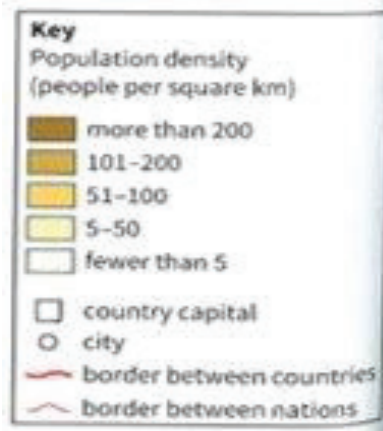 Key
Population density
(people per square km)
more than 200
101–200
51–100
5–50
fewer than 5
country capital
city
border between countries
border between nations